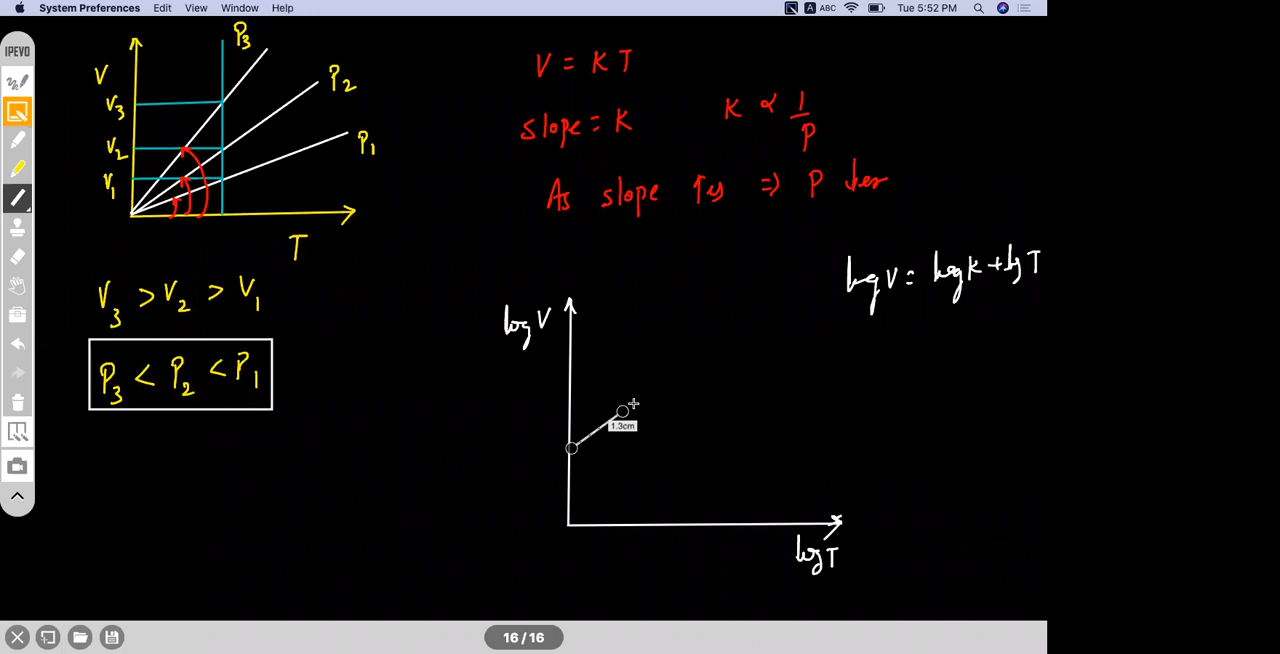 System Preferences Edit View Window Help
A ABC Tue 5:52 PM
IPEVO
V
V3
V2
V1
P3
P2
P1
T
V3 > V2 > V1
P3 < P2 < P1
V = K T
slope = K
K ∝ 1/P
As slope ↑es ⇒ P ↓es
log V = log K + log T
log V
1.3cm
log T
16 / 16